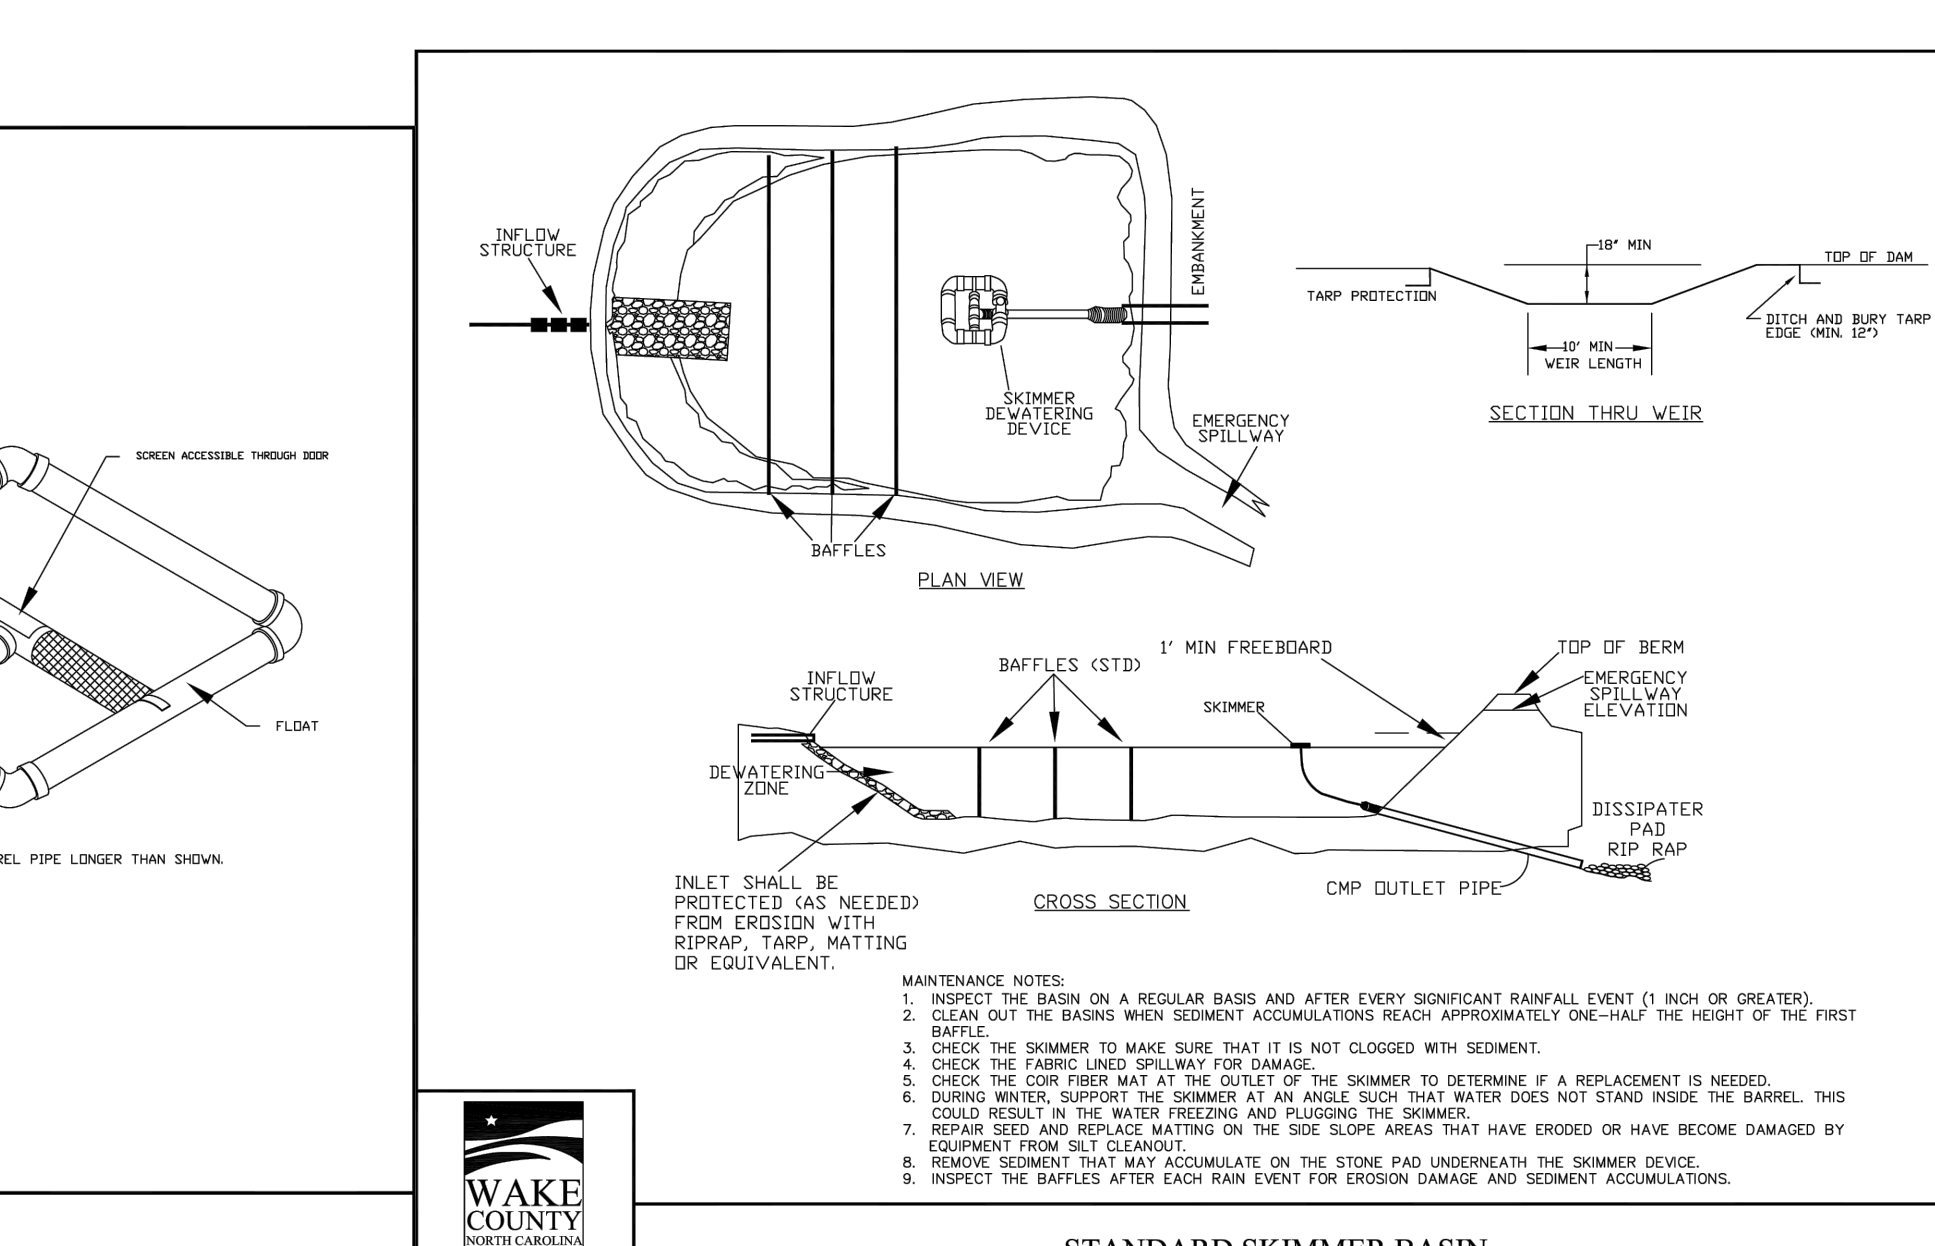 SCREEN ACCESSIBLE THROUGH DOOR
FLOAT
PIPE LONGER THAN SHOWN.
INFLOW
STRUCTURE
EMBANKMENT
SKIMMER
DEWATERING
DEVICE
EMERGENCY
SPILLWAY
BAFFLES
PLAN VIEW
18" MIN
TOP OF DAM
TARP PROTECTION
DITCH AND BURY TARP
EDGE (MIN. 12")
10' MIN
WEIR LENGTH
SECTION THRU WEIR
INFLOW
STRUCTURE
BAFFLES (STD)
1' MIN FREEBOARD
SKIMMER
TOP OF BERM
EMERGENCY
SPILLWAY
ELEVATION
DEWATERING
ZONE
DISSIPATER
PAD
RIP RAP
CMP OUTLET PIPE
INLET SHALL BE
PROTECTED (AS NEEDED)
FROM EROSION WITH
RIPRAP, TARP, MATTING
OR EQUIVALENT.
CROSS SECTION
MAINTENANCE NOTES:
1. INSPECT THE BASIN ON A REGULAR BASIS AND AFTER EVERY SIGNIFICANT RAINFALL EVENT (1 INCH OR GREATER).
2. CLEAN OUT THE BASINS WHEN SEDIMENT ACCUMULATIONS REACH APPROXIMATELY ONE-HALF THE HEIGHT OF THE FIRST
BAFFLE.
3. CHECK THE SKIMMER TO MAKE SURE THAT IT IS NOT CLOGGED WITH SEDIMENT.
4. CHECK THE FABRIC LINED SPILLWAY FOR DAMAGE.
5. CHECK THE COIR FIBER MAT AT THE OUTLET OF THE SKIMMER TO DETERMINE IF A REPLACEMENT IS NEEDED.
6. DURING WINTER, SUPPORT THE SKIMMER AT AN ANGLE SUCH THAT WATER DOES NOT STAND INSIDE THE BARREL. THIS
COULD RESULT IN THE WATER FREEZING AND PLUGGING THE SKIMMER.
7. REPAIR SEED AND REPLACE MATTING ON THE SIDE SLOPE AREAS THAT HAVE ERODED OR HAVE BECOME DAMAGED BY
EQUIPMENT FROM SILT CLEANOUT.
8. REMOVE SEDIMENT THAT MAY ACCUMULATE ON THE STONE PAD UNDERNEATH THE SKIMMER DEVICE.
9. INSPECT THE BAFFLES AFTER EACH RAIN EVENT FOR EROSION DAMAGE AND SEDIMENT ACCUMULATIONS.
WAKE
COUNTY
NORTH CAROLINA
STANDARD SKIMMER BASIN